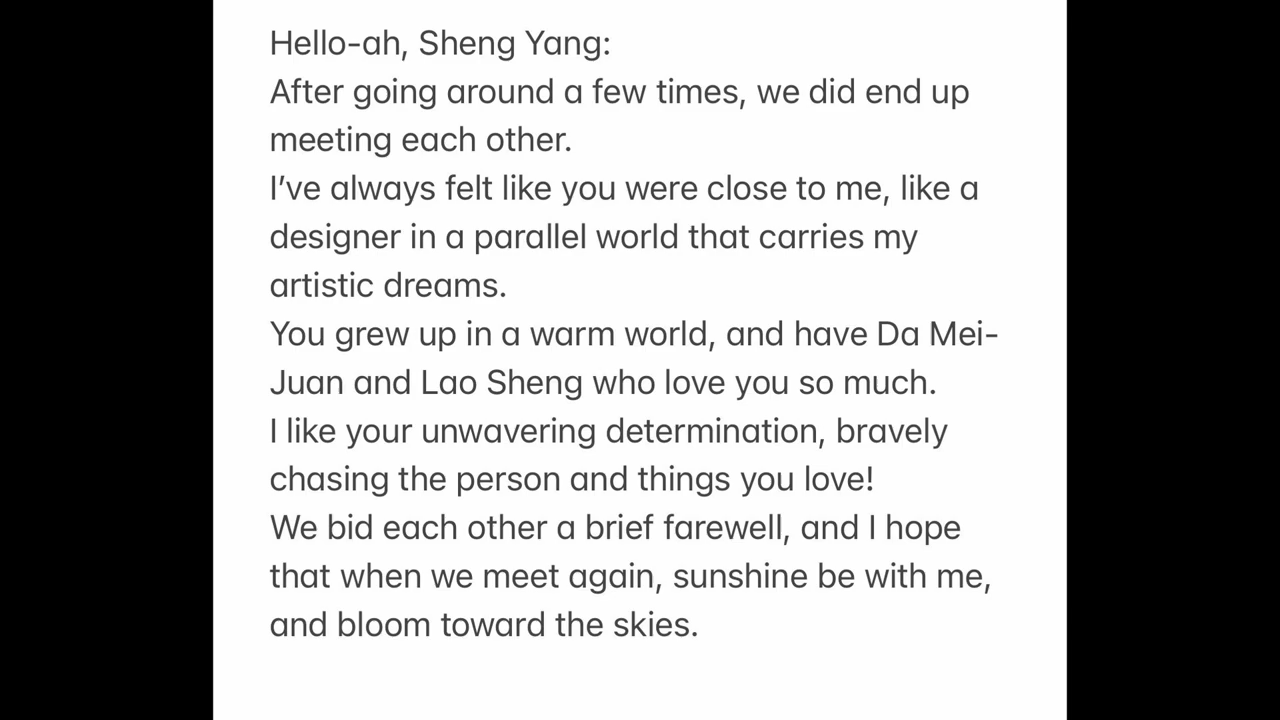 Hello-ah, Sheng Yang:
After going around a few times, we did end up
meeting each other.
I’ve always felt like you were close to me, like a
designer in a parallel world that carries my
artistic dreams.
You grew up in a warm world, and have Da Mei-
Juan and Lao Sheng who love you so much.
I like your unwavering determination, bravely
chasing the person and things you love!
We bid each other a brief farewell, and I hope
that when we meet again, sunshine be with me,
and bloom toward the skies.